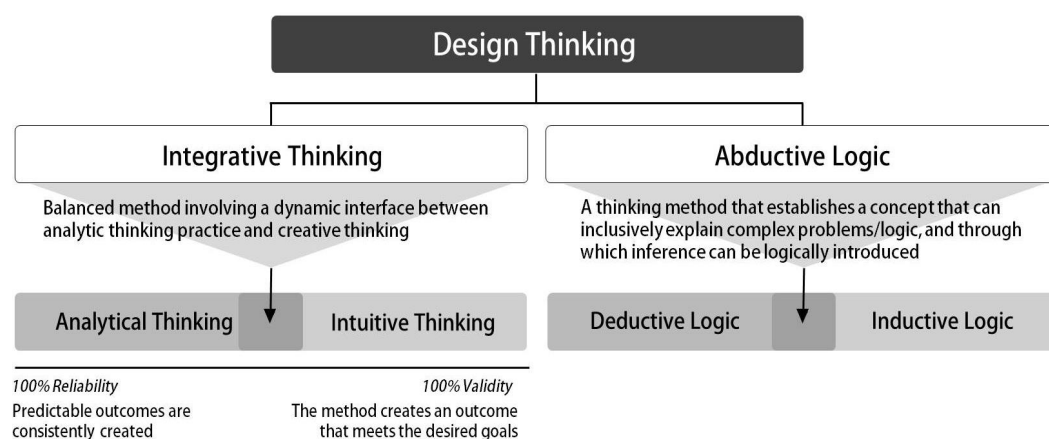 Design Thinking
Integrative Thinking
Balanced method involving a dynamic interface between
analytic thinking practice and creative thinking
Analytical Thinking
Intuitive Thinking
100% Reliability
Predictable outcomes are
consistently created
100% Validity
The method creates an outcome
that meets the desired goals
Abductive Logic
A thinking method that establishes a concept that can
inclusively explain complex problems/logic, and through
which inference can be logically introduced
Deductive Logic
Inductive Logic